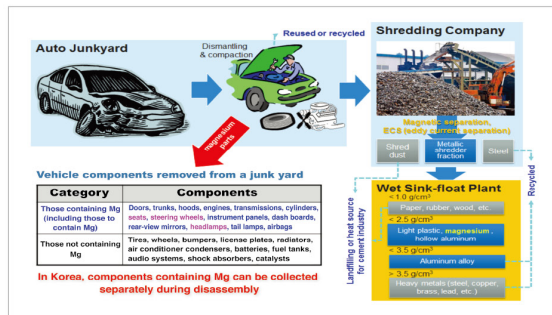 Reused or recycled
Auto Junkyard
Dismantling
& compaction
magnesium
parts
Shredding Company
Magnetic separation,
ECS (eddy current separation)
Shred
dust
Metallic
shredder
fraction
Steel
Recycled
Landfilling or heat source
for cement industry
Wet Sink-float Plant
< 1.0 g/cm³
Paper, rubber, wood, etc.
< 2.5 g/cm³
Light plastic, magnesium,
hollow aluminum
< 3.5 g/cm³
Aluminum alloy
> 3.5 g/cm³
Heavy metals (steel, copper,
brass, lead, etc.)
Vehicle components removed from a junk yard
Category Components
Those containing Mg
(including those to
contain Mg)
Doors, trunks, hoods, engines, transmissions, cylinders,
seats, steering wheels, instrument panels, dash boards,
rear-view mirrors, headlamps, tail lamps, airbags
Those not containing
Mg
Tires, wheels, bumpers, license plates, radiators,
air conditioner condensers, batteries, fuel tanks,
audio systems, shock absorbers, catalysts
In Korea, components containing Mg can be collected
separately during disassembly